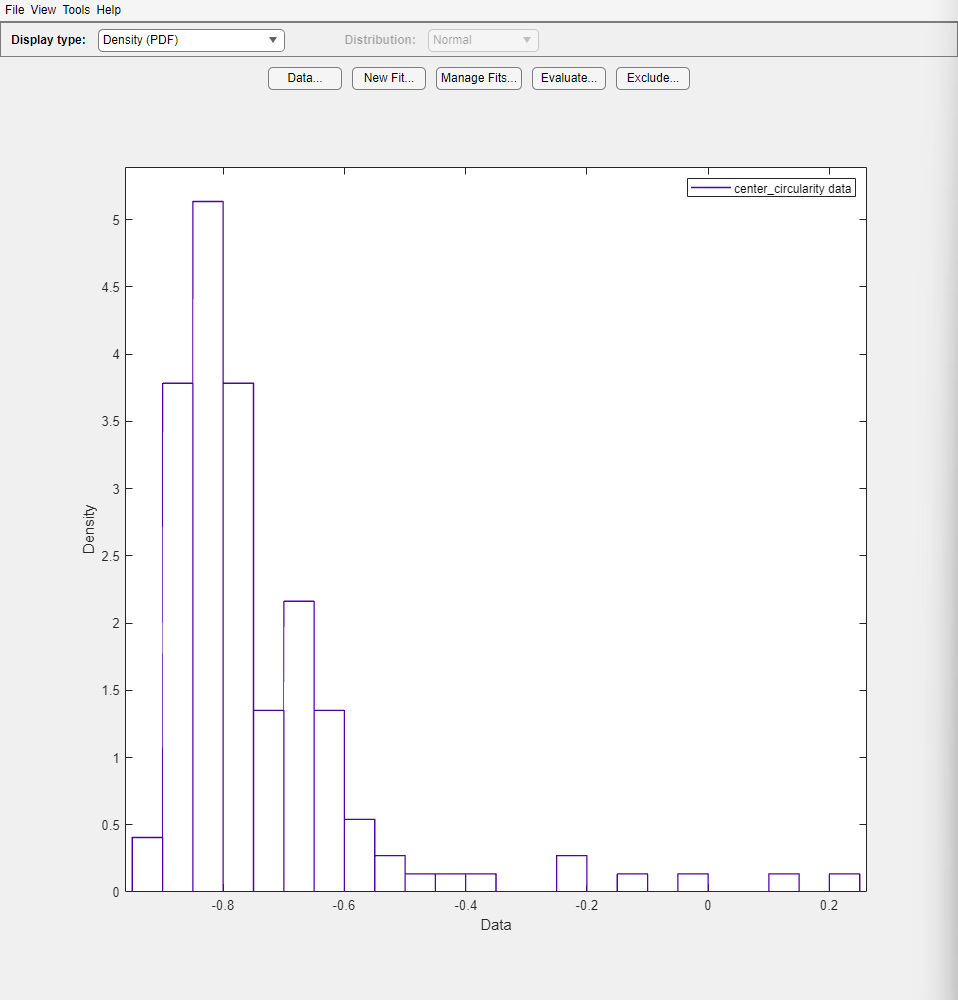 File View Tools Help
Display type: Density (PDF) Distribution: Normal
Data... New Fit... Manage Fits... Evaluate... Exclude...
center_circularity data
5
4.5
4
3.5
3
2.5
2
1.5
1
0.5
0
Density
-0.8 -0.6 -0.4 -0.2 0 0.2
Data